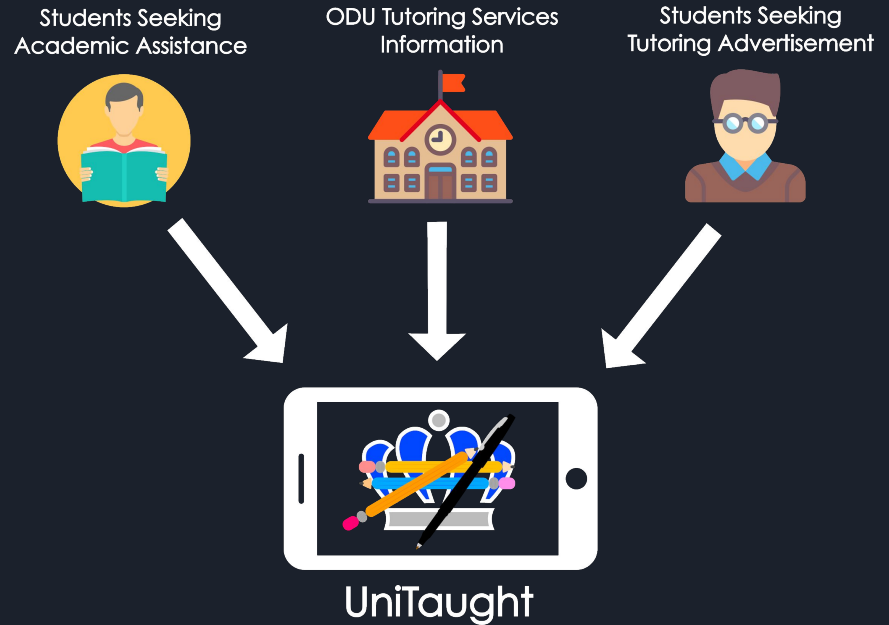 Students Seeking
Academic Assistance
ODU Tutoring Services
Information
Students Seeking
Tutoring Advertisement
UniTaught